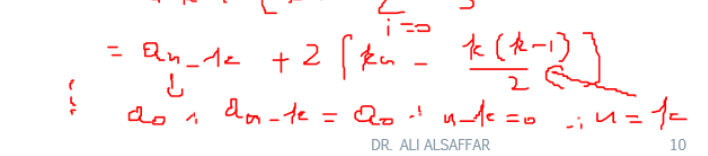 i=0
= a_{n-k} + 2 [ kn - k(k-1)/2 ]
a_0 , a_{n-k} = a_0 ∴ n-k=0 ∴ n=k
DR. ALI ALSAFFAR 10